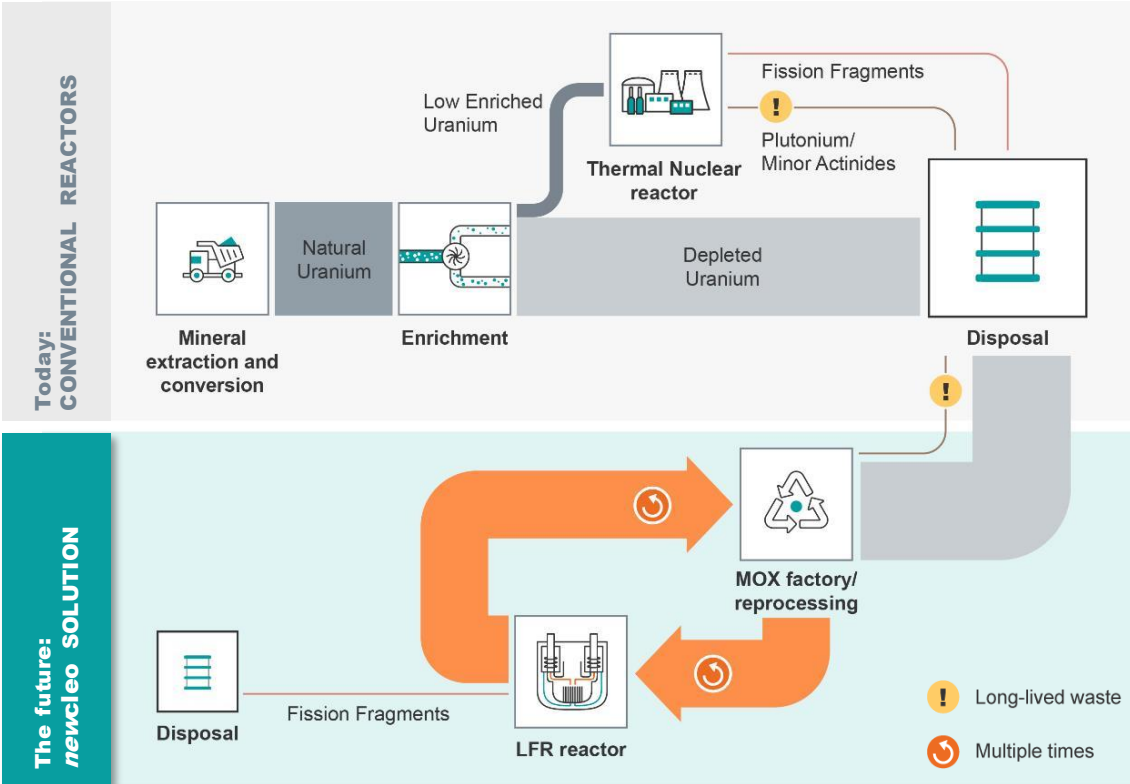 Today:
CONVENTIONAL REACTORS
Low Enriched
Uranium
Fission Fragments
!
Plutonium/
Minor Actinides
Thermal Nuclear
reactor
Natural
Uranium
Depleted
Uranium
Mineral
extraction and
conversion
Enrichment
Disposal
!
The future:
newcleo SOLUTION
MOX factory/
reprocessing
Disposal
Fission Fragments
LFR reactor
! Long-lived waste
Multiple times